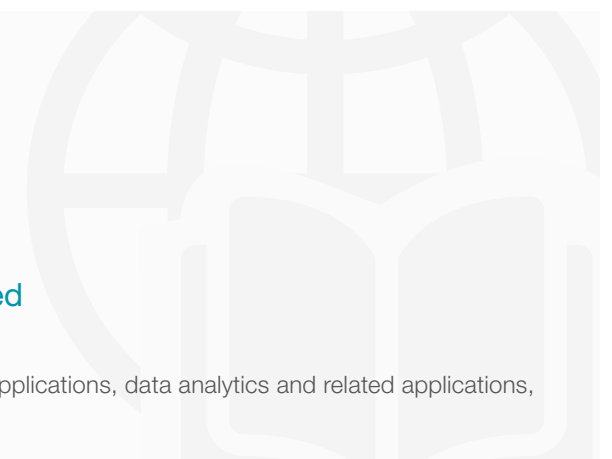 ed
pplications, data analytics and related applications,